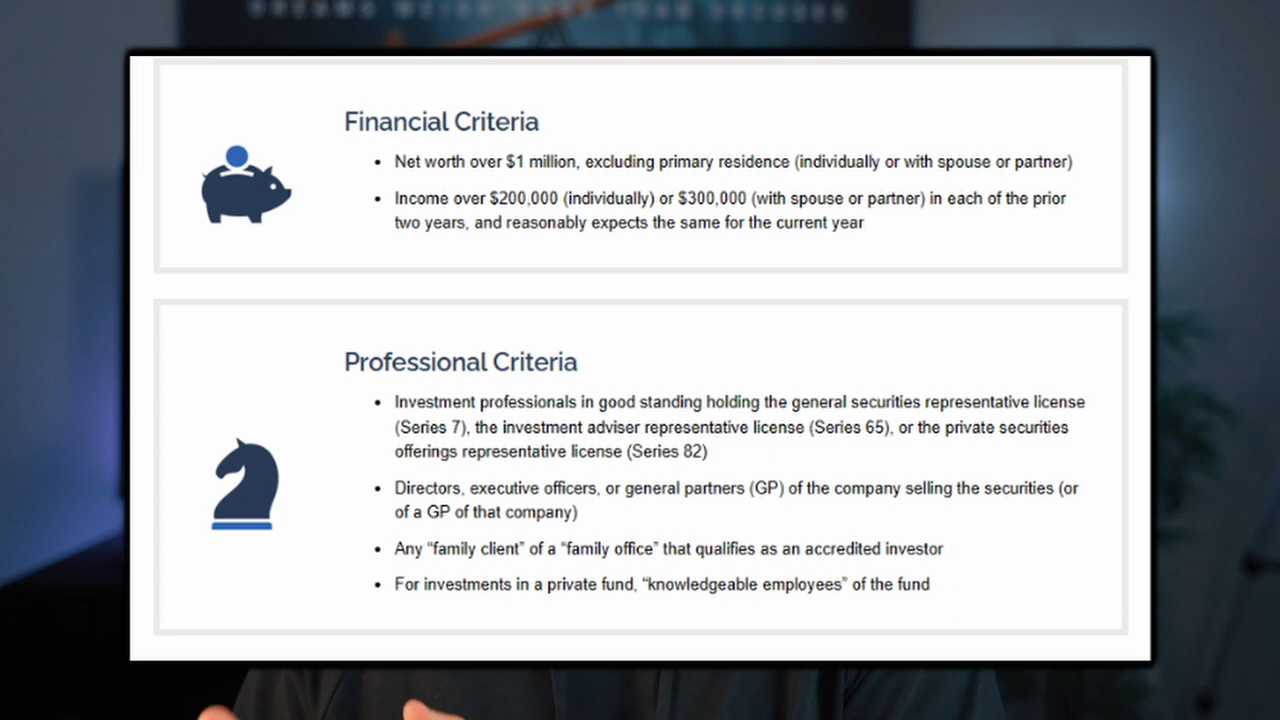 DREAMS WEIGH MORE THAN EXCUSES
Financial Criteria
• Net worth over $1 million, excluding primary residence (individually or with spouse or partner)
• Income over $200,000 (individually) or $300,000 (with spouse or partner) in each of the prior
two years, and reasonably expects the same for the current year
Professional Criteria
• Investment professionals in good standing holding the general securities representative license
(Series 7), the investment adviser representative license (Series 65), or the private securities
offerings representative license (Series 82)
• Directors, executive officers, or general partners (GP) of the company selling the securities (or
of a GP of that company)
• Any “family client” of a “family office” that qualifies as an accredited investor
• For investments in a private fund, “knowledgeable employees” of the fund